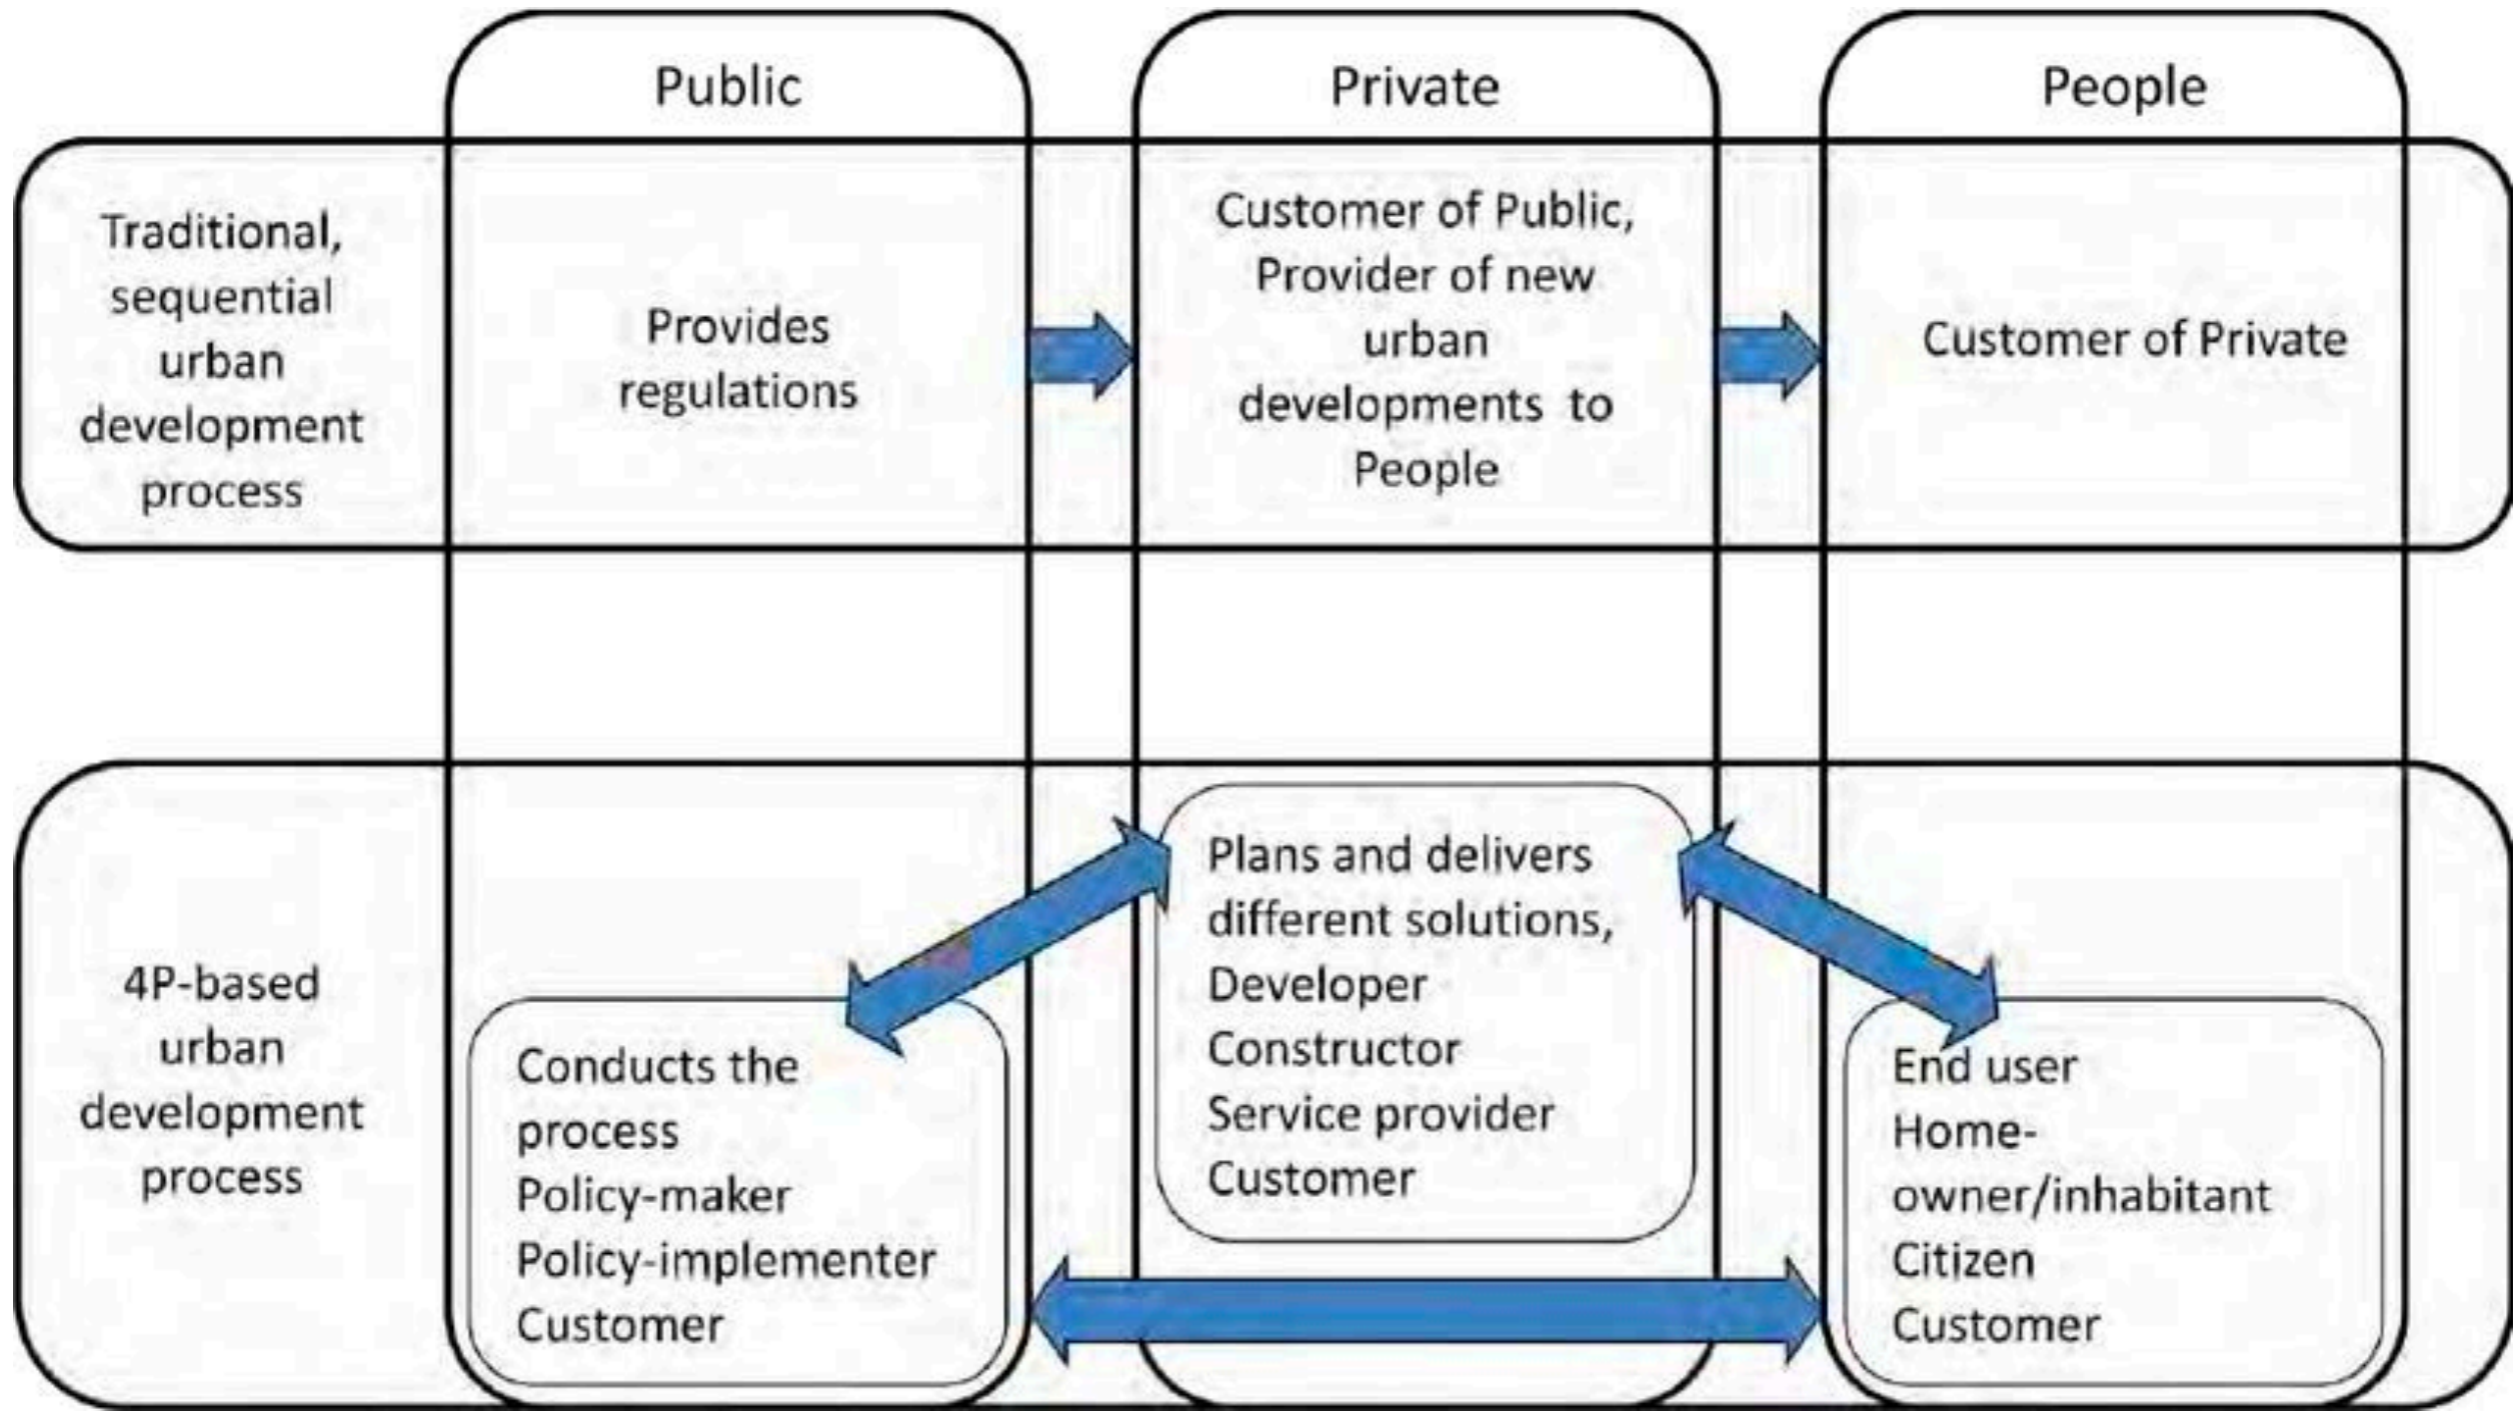 Public
Private
People
Traditional,
sequential
urban
development
process
Provides
regulations
Customer of Public,
Provider of new
urban
developments to
People
Customer of Private
4P-based
urban
development
process
Conducts the
process
Policy-maker
Policy-implementer
Customer
Plans and delivers
different solutions,
Developer
Constructor
Service provider
Customer
End user
Home-
owner/inhabitant
Citizen
Customer